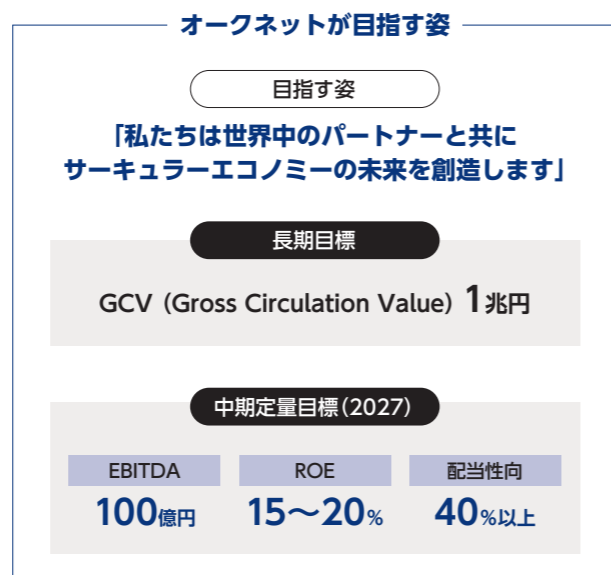 オークネットが目指す姿
目指す姿
「私たちは世界中のパートナーと共に
サーキュラーエコノミーの未来を創造します」
長期目標
GCV（Gross Circulation Value）1兆円
中期定量目標（2027）
EBITDA ROE 配当性向
100億円 15～20% 40%以上